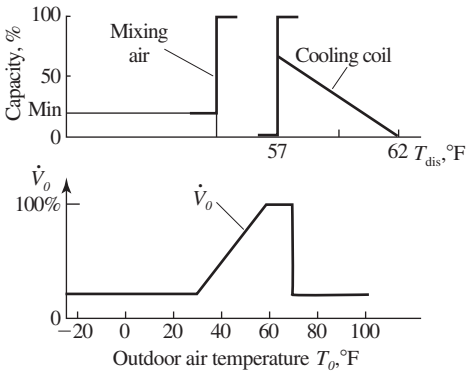 100
Mixing
air
Cooling coil
Capacity, %
50
Min
0
57
62
T_dis,°F
V̇_0
100%
V̇_0
0
−20 0 20 40 60 80 100
Outdoor air temperature T_0,°F